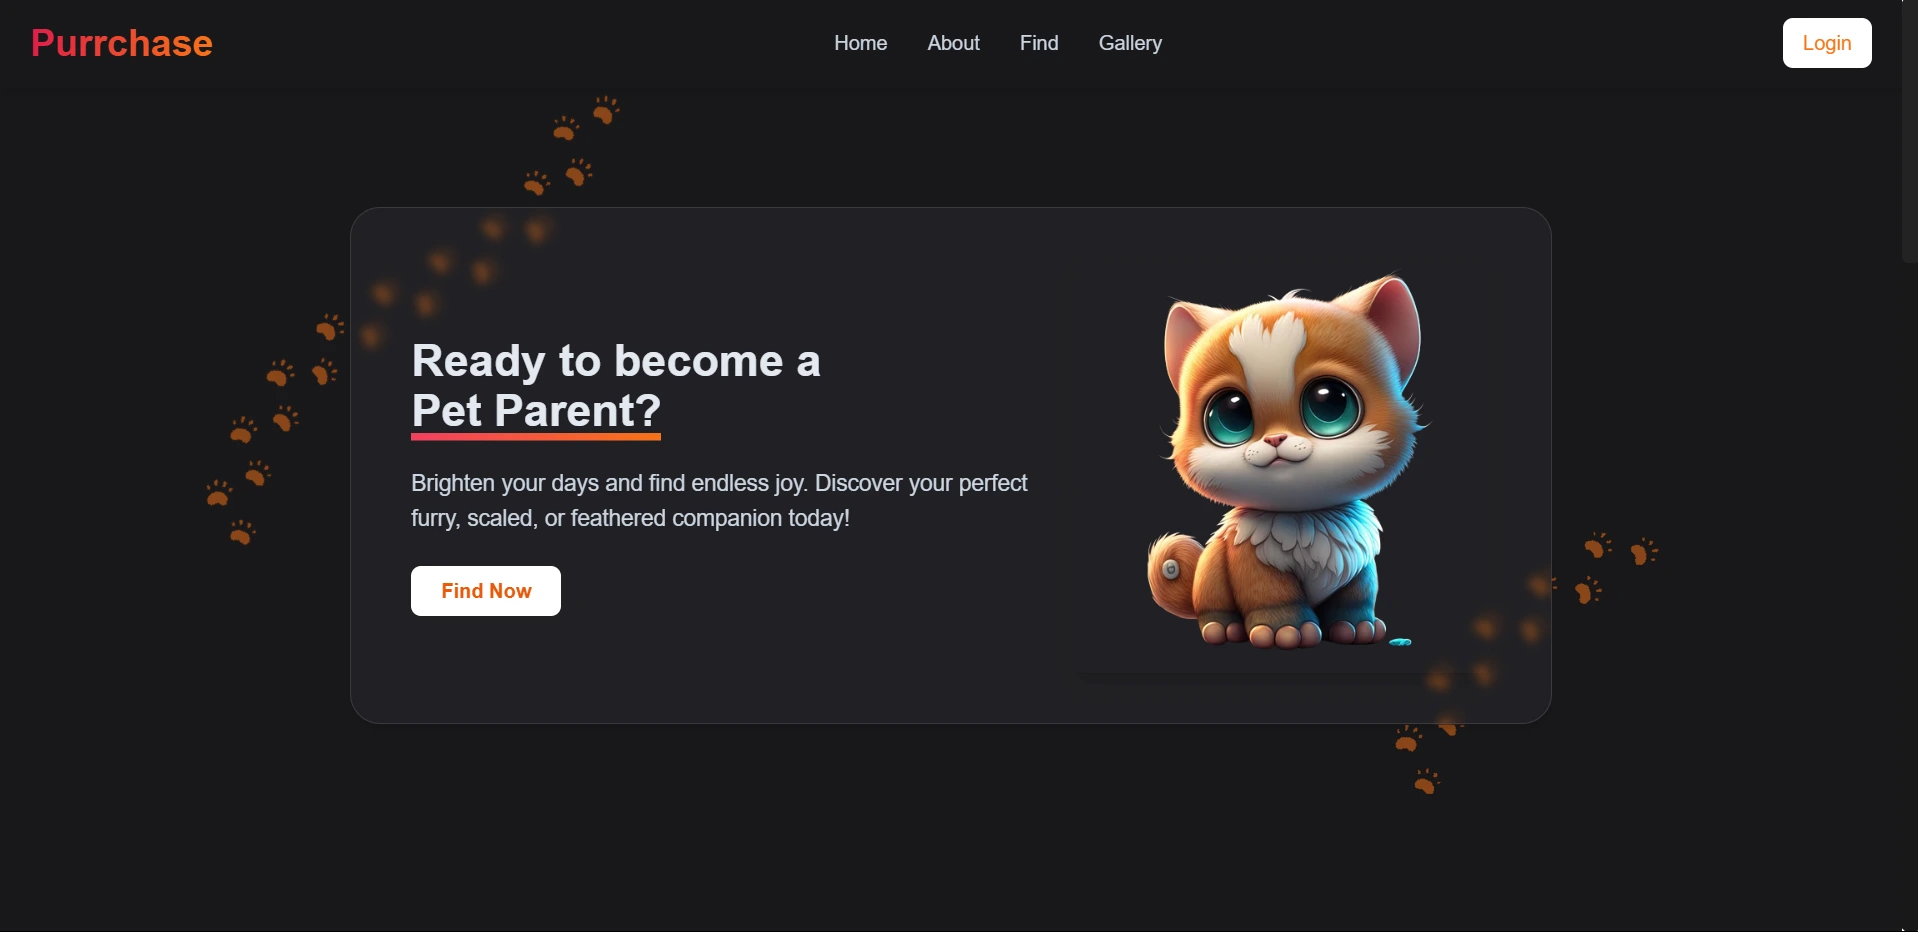 Purrchase
Home About Find Gallery
Login
Ready to become a
Pet Parent?
Brighten your days and find endless joy. Discover your perfect
furry, scaled, or feathered companion today!
Find Now